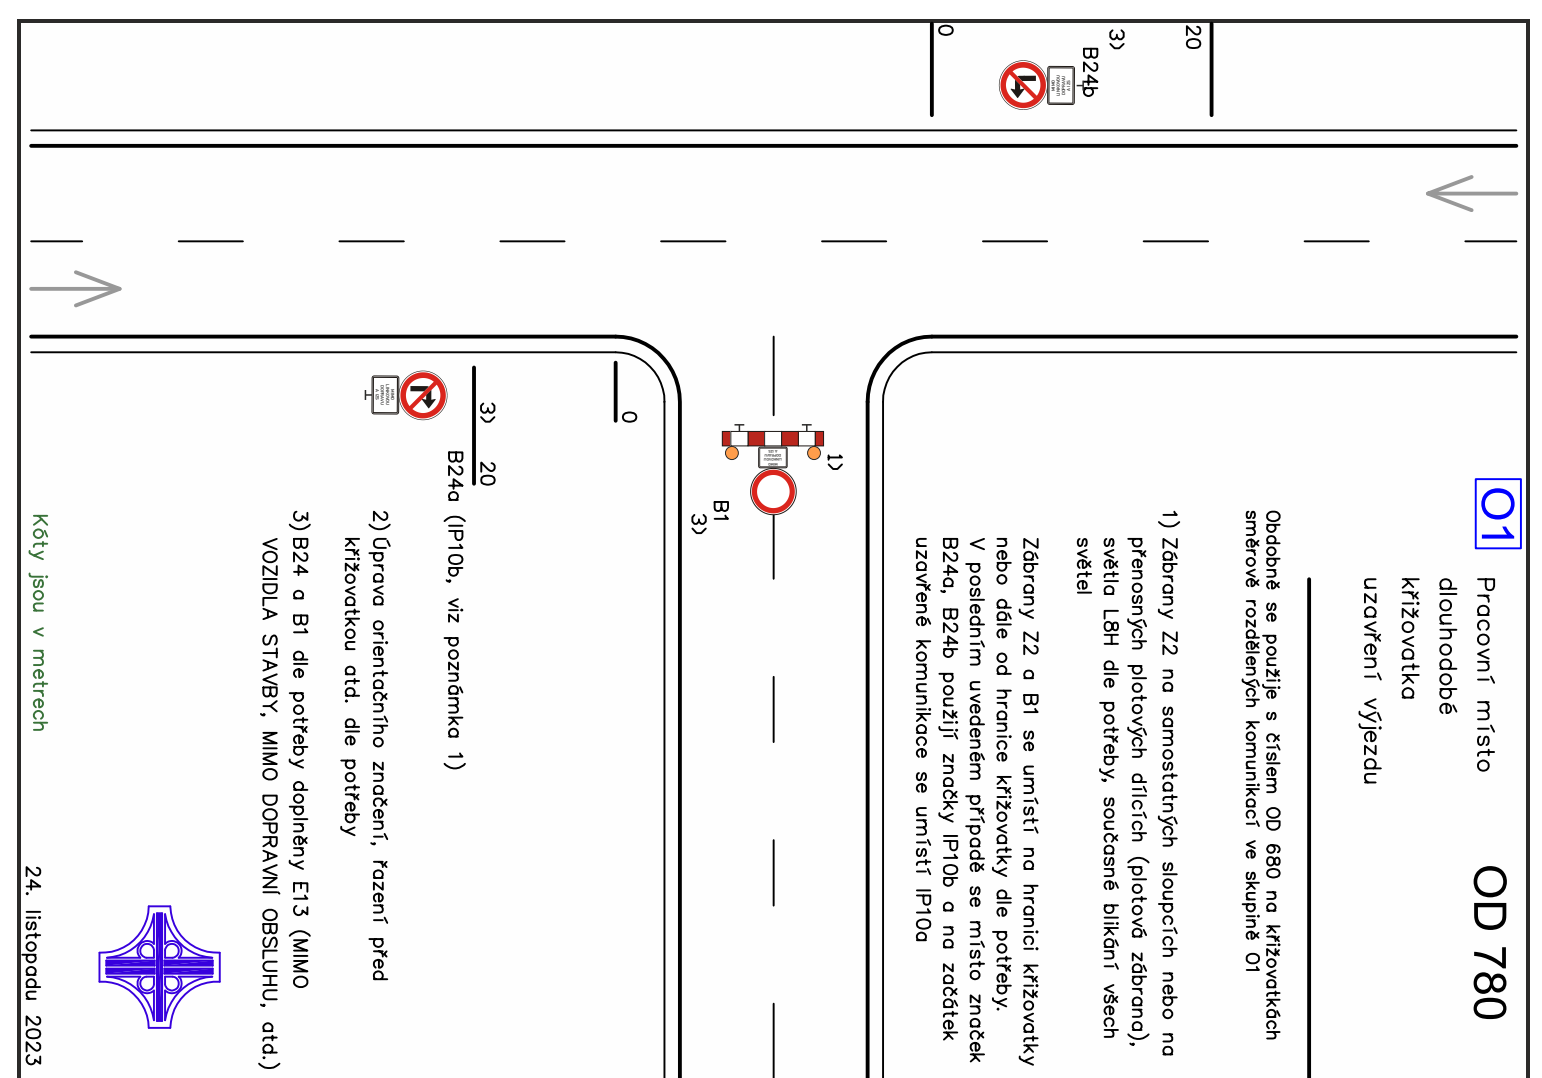 O1
Pracovní místo
dlouhodobé
křižovatka
uzavření výjezdu
OD 780
Obdobně se použije s číslem OD 680 na křižovatkách
směrově rozdělených komunikací ve skupině O1
1) Zábrany Z2 na samostatných sloupcích nebo na
přenosných plotových dílcích (plotová zábrana),
světla L8H dle potřeby, současné blikání všech
světel
Zábrany Z2 a B1 se umístí na hranici křižovatky
nebo dále od hranice křižovatky dle potřeby.
V posledním uvedeném případě se místo značek
B24a, B24b použijí značky IP10b a na začátek
uzavřené komunikace se umístí IP10a
20
3)
B24b
0
1)
B1
3)
0
3)
20
B24a (IP10b, viz poznámka 1)
2) Úprava orientačního značení, řazení před
křižovatkou atd. dle potřeby
3) B24 a B1 dle potřeby doplněny E13 (MIMO
VOZIDLA STAVBY, MIMO DOPRAVNÍ OBSLUHU, atd.)
Kóty jsou v metrech
24. listopadu 2023